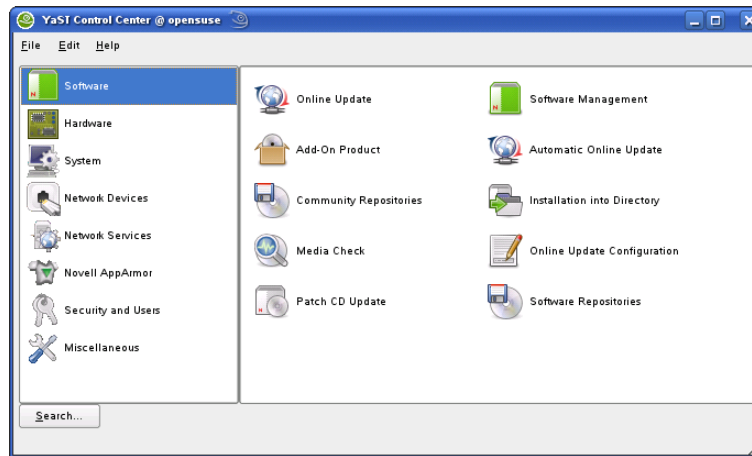 YaST Control Center @ opensuse
File Edit Help
Software
Hardware
System
Network Devices
Network Services
Novell AppArmor
Security and Users
Miscellaneous
Online Update
Software Management
Add-On Product
Automatic Online Update
Community Repositories
Installation into Directory
Media Check
Online Update Configuration
Patch CD Update
Software Repositories
Search...